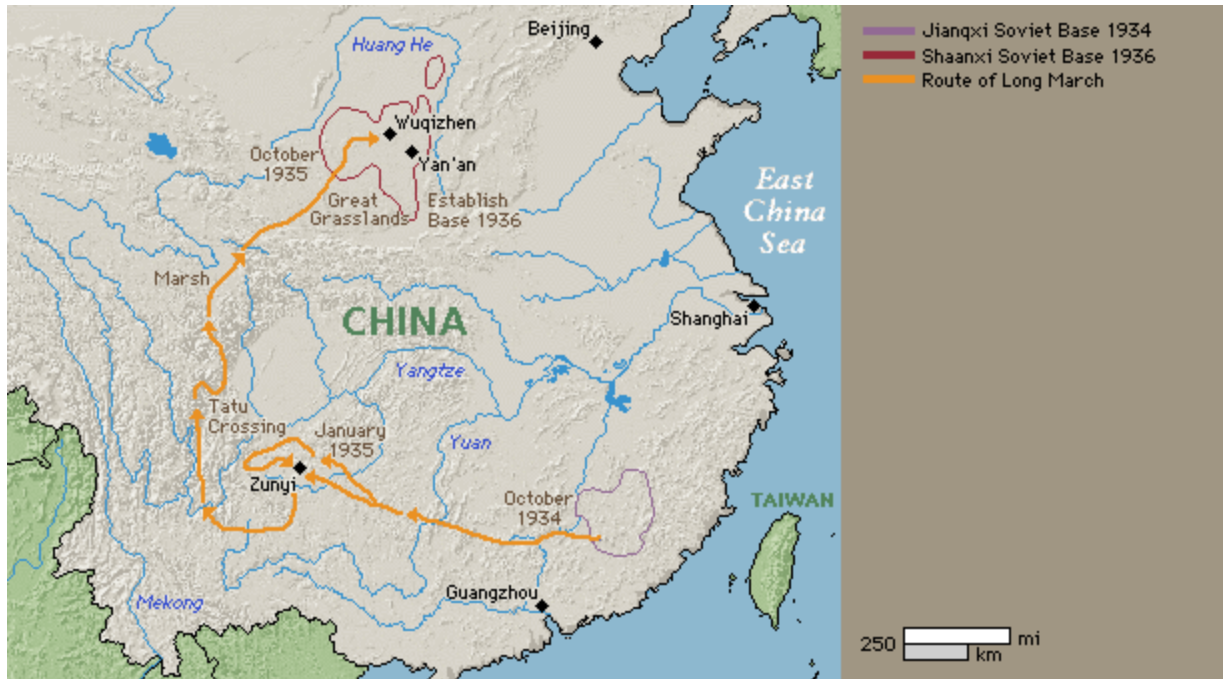 Beijing
Huang He
Wuqizhen
October
1935
Yan'an
Great
Grasslands
Establish
Base 1936
East
China
Sea
Marsh
CHINA
Shanghai
Yangtze
Tatu
Crossing
January
1935
Yuan
Zunyi
October
1934
TAIWAN
Mekong
Guangzhou
Jiangxi Soviet Base 1934
Shaanxi Soviet Base 1936
Route of Long March
250
mi
km